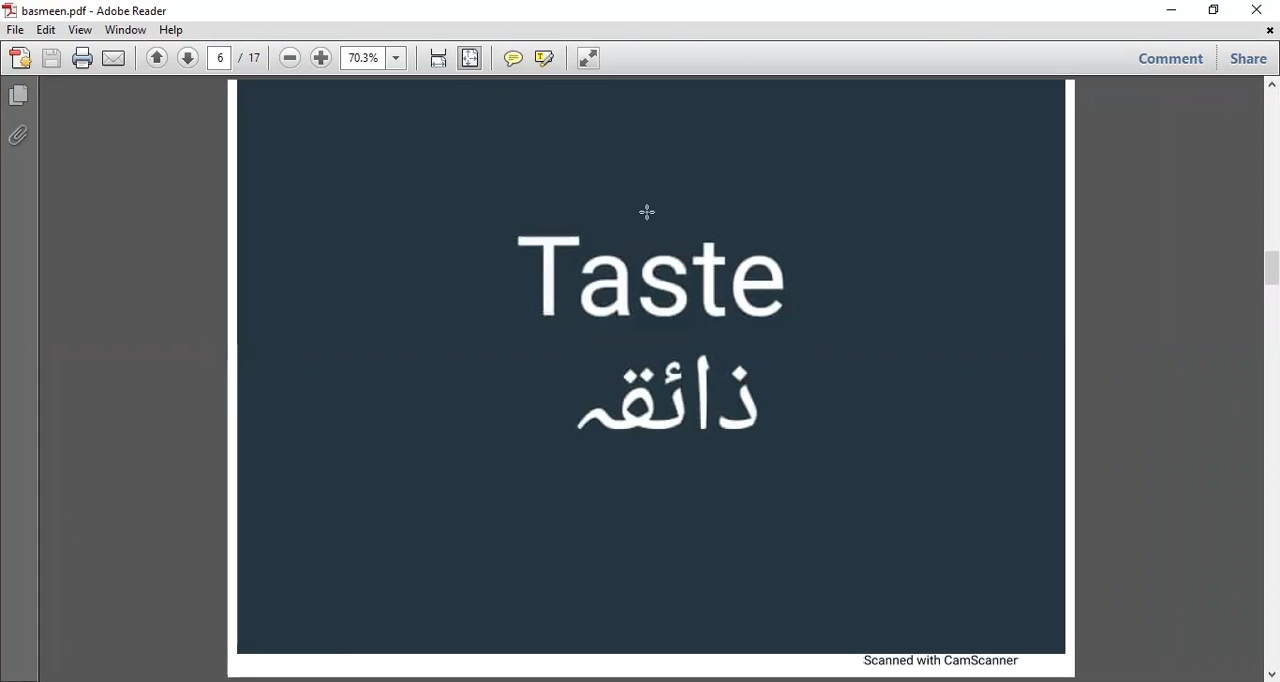 basmeen.pdf - Adobe Reader
File Edit View Window Help
6 / 17 70.3% Comment Share
Taste
ذائقہ
Scanned with CamScanner